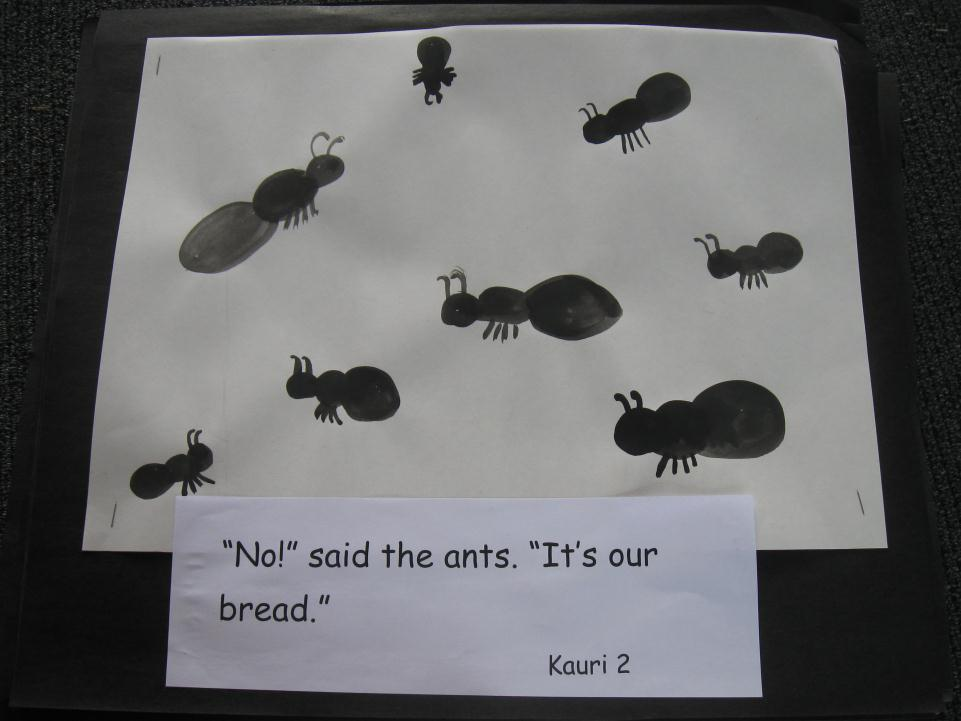 “No!” said the ants. “It’s our
bread.”
Kauri 2